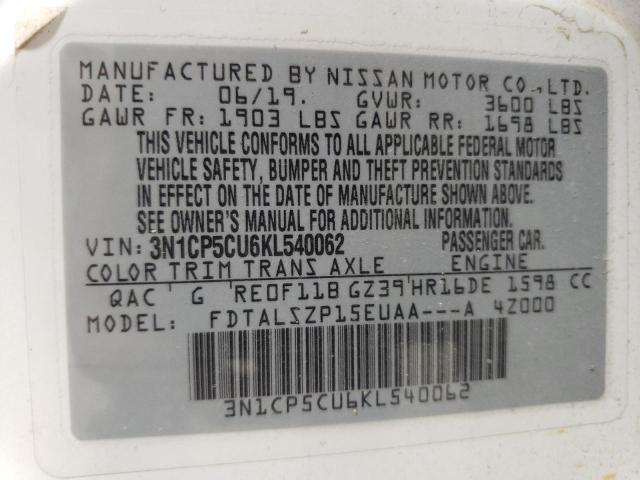 MANUFACTURED BY NISSAN MOTOR CO.,LTD.
DATE: 06/19. GVWR: 3600 LBS
GAWR FR: 1903 LBS GAWR RR: 1698 LBS
THIS VEHICLE CONFORMS TO ALL APPLICABLE FEDERAL MOTOR
VEHICLE SAFETY, BUMPER AND THEFT PREVENTION STANDARDS
IN EFFECT ON THE DATE OF MANUFACTURE SHOWN ABOVE.
SEE OWNER'S MANUAL FOR ADDITIONAL INFORMATION
VIN: 3N1CP5CU6KL540062 PASSENGER CAR.
COLOR TRIM TRANS AXLE ENGINE
QAC G RE0F11B GZ39 HR16DE 1598 CC
MODEL: FDTALSZP15EUAA---A 4Z000
3N1CP5CU6KL540062